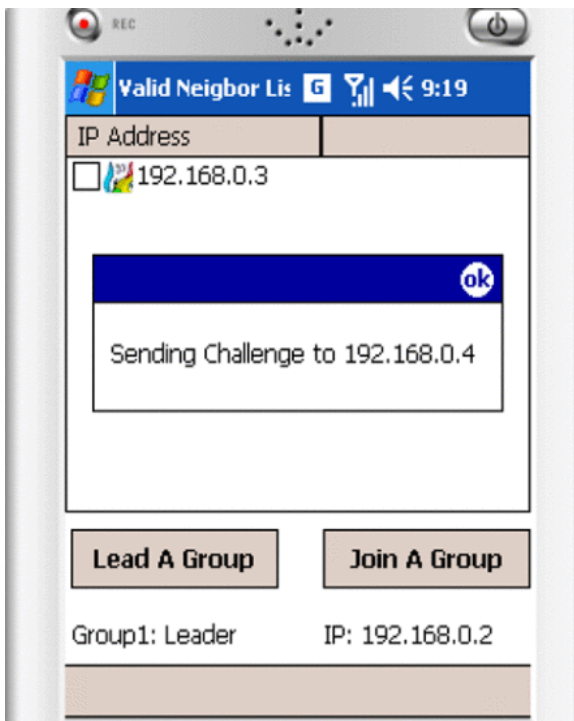 REC
Valid Neigbor Lis G 9:19
IP Address
192.168.0.3
ok
Sending Challenge to 192.168.0.4
Lead A Group Join A Group
Group1: Leader IP: 192.168.0.2